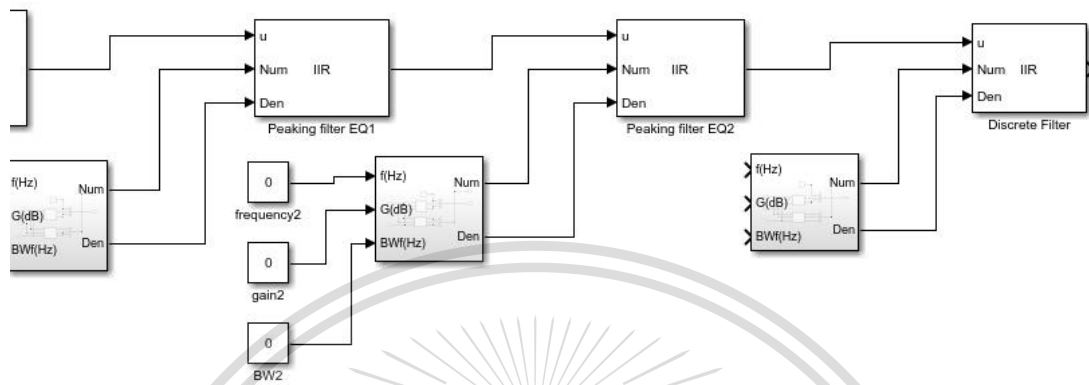 u
Num
IIR
Den
Peaking filter EQ1
u
Num
IIR
Den
Peaking filter EQ2
u
Num
IIR
Den
Discrete Filter
f(Hz)
G(dB)
BWf(Hz)
Num
Den
0
frequency2
0
gain2
0
BW2
f(Hz)
G(dB)
BWf(Hz)
Num
Den
f(Hz)
G(dB)
BWf(Hz)
Num
Den